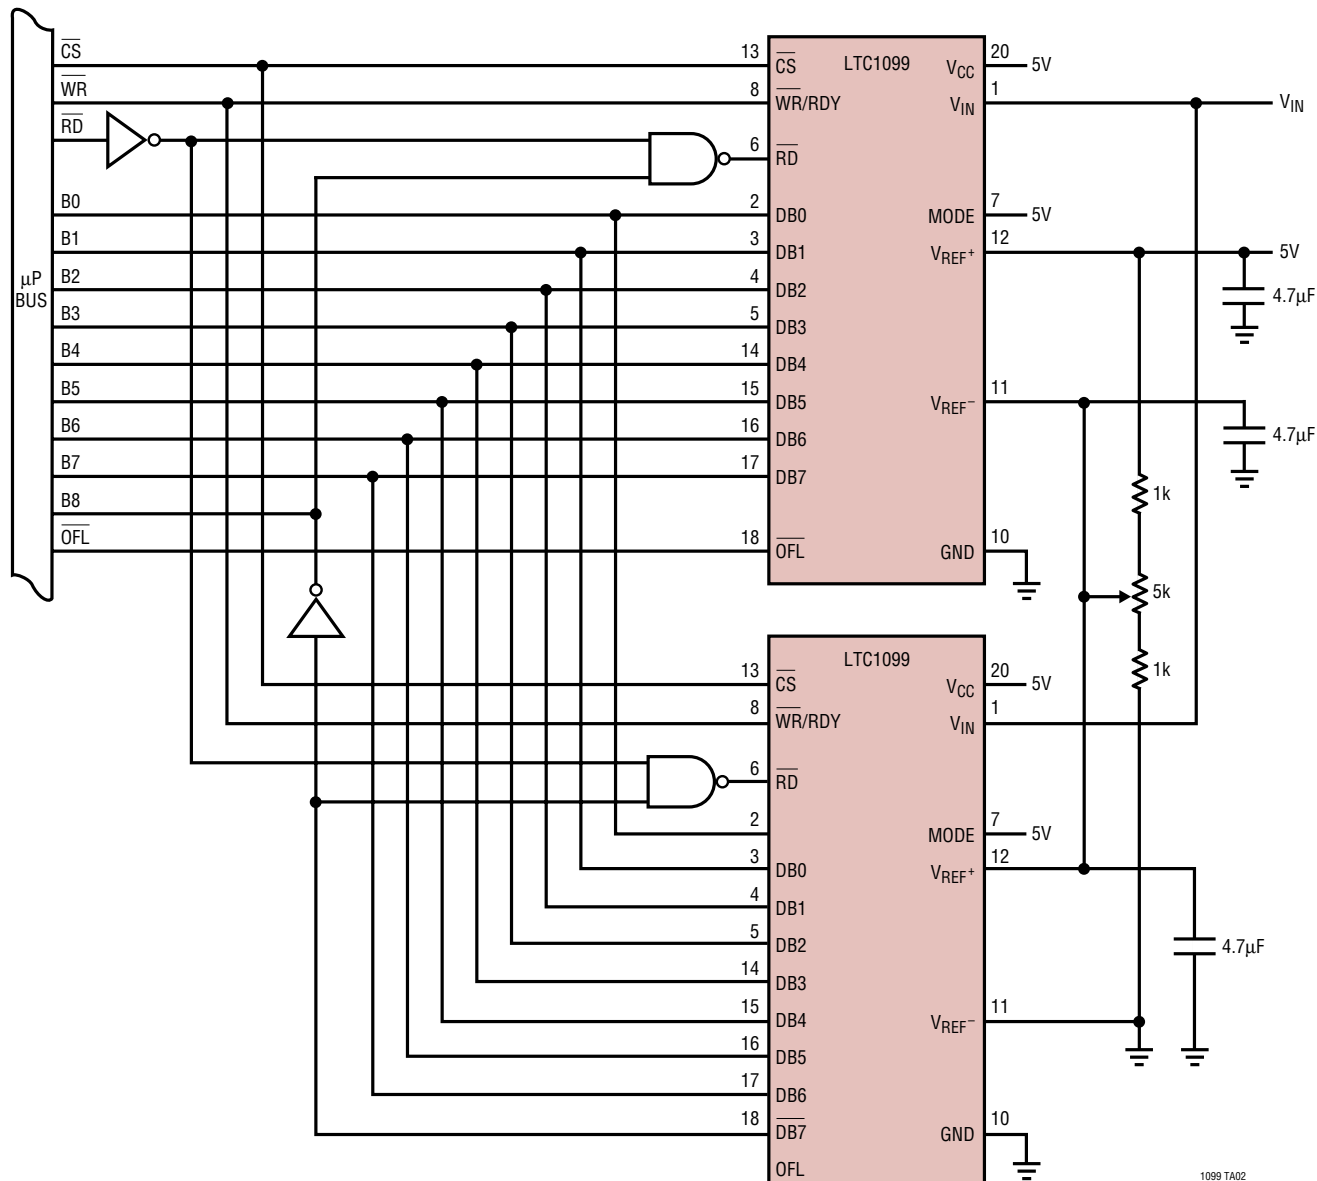 μP
BUS
CS
WR
RD
B0
B1
B2
B3
B4
B5
B6
B7
B8
OFL
13
8
6
2
3
4
5
14
15
16
17
18
LTC1099
CS
WR/RDY
RD
DB0
DB1
DB2
DB3
DB4
DB5
DB6
DB7
OFL
VCC
VIN
MODE
VREF+
VREF–
GND
20
1
7
12
11
10
5V
VIN
5V
5V
4.7μF
4.7μF
1k
5k
1k
13
8
6
2
3
4
5
14
15
16
17
18
LTC1099
CS
WR/RDY
RD
DB0
DB1
DB2
DB3
DB4
DB5
DB6
DB7
OFL
VCC
VIN
MODE
VREF+
VREF–
GND
20
1
7
12
11
10
5V
5V
4.7μF
1099 TA02